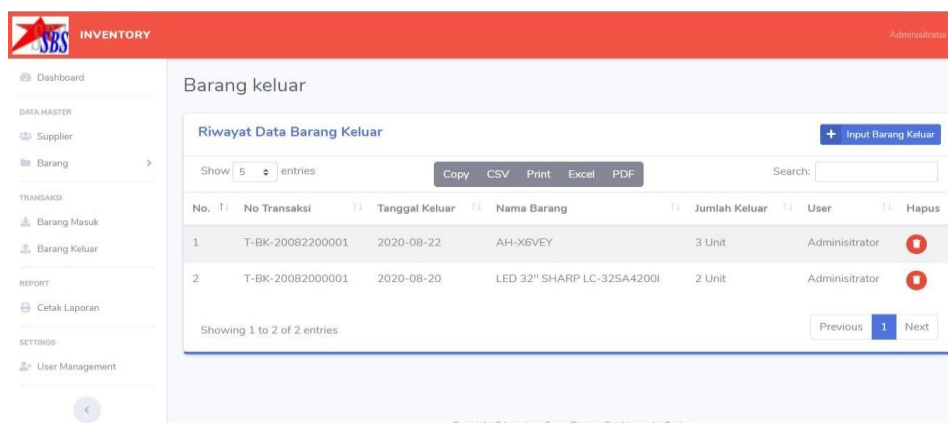 SSBS INVENTORY
Adminisitrator
Dashboard
DATA MASTER
Supplier
Barang
TRANSAKSI
Barang Masuk
Barang Keluar
REPORT
Cetak Laporan
SETTINGS
User Management
Barang keluar
Riwayat Data Barang Keluar
Input Barang Keluar
Show 5 entries
Copy CSV Print Excel PDF
Search:
No. No Transaksi Tanggal Keluar Nama Barang Jumlah Keluar User Hapus
1 T-BK-20082200001 2020-08-22 AH-X6VEY 3 Unit Adminisitrator
2 T-BK-20082000001 2020-08-20 LED 32" SHARP LC-32SA4200I 2 Unit Adminisitrator
Showing 1 to 2 of 2 entries
Previous 1 Next